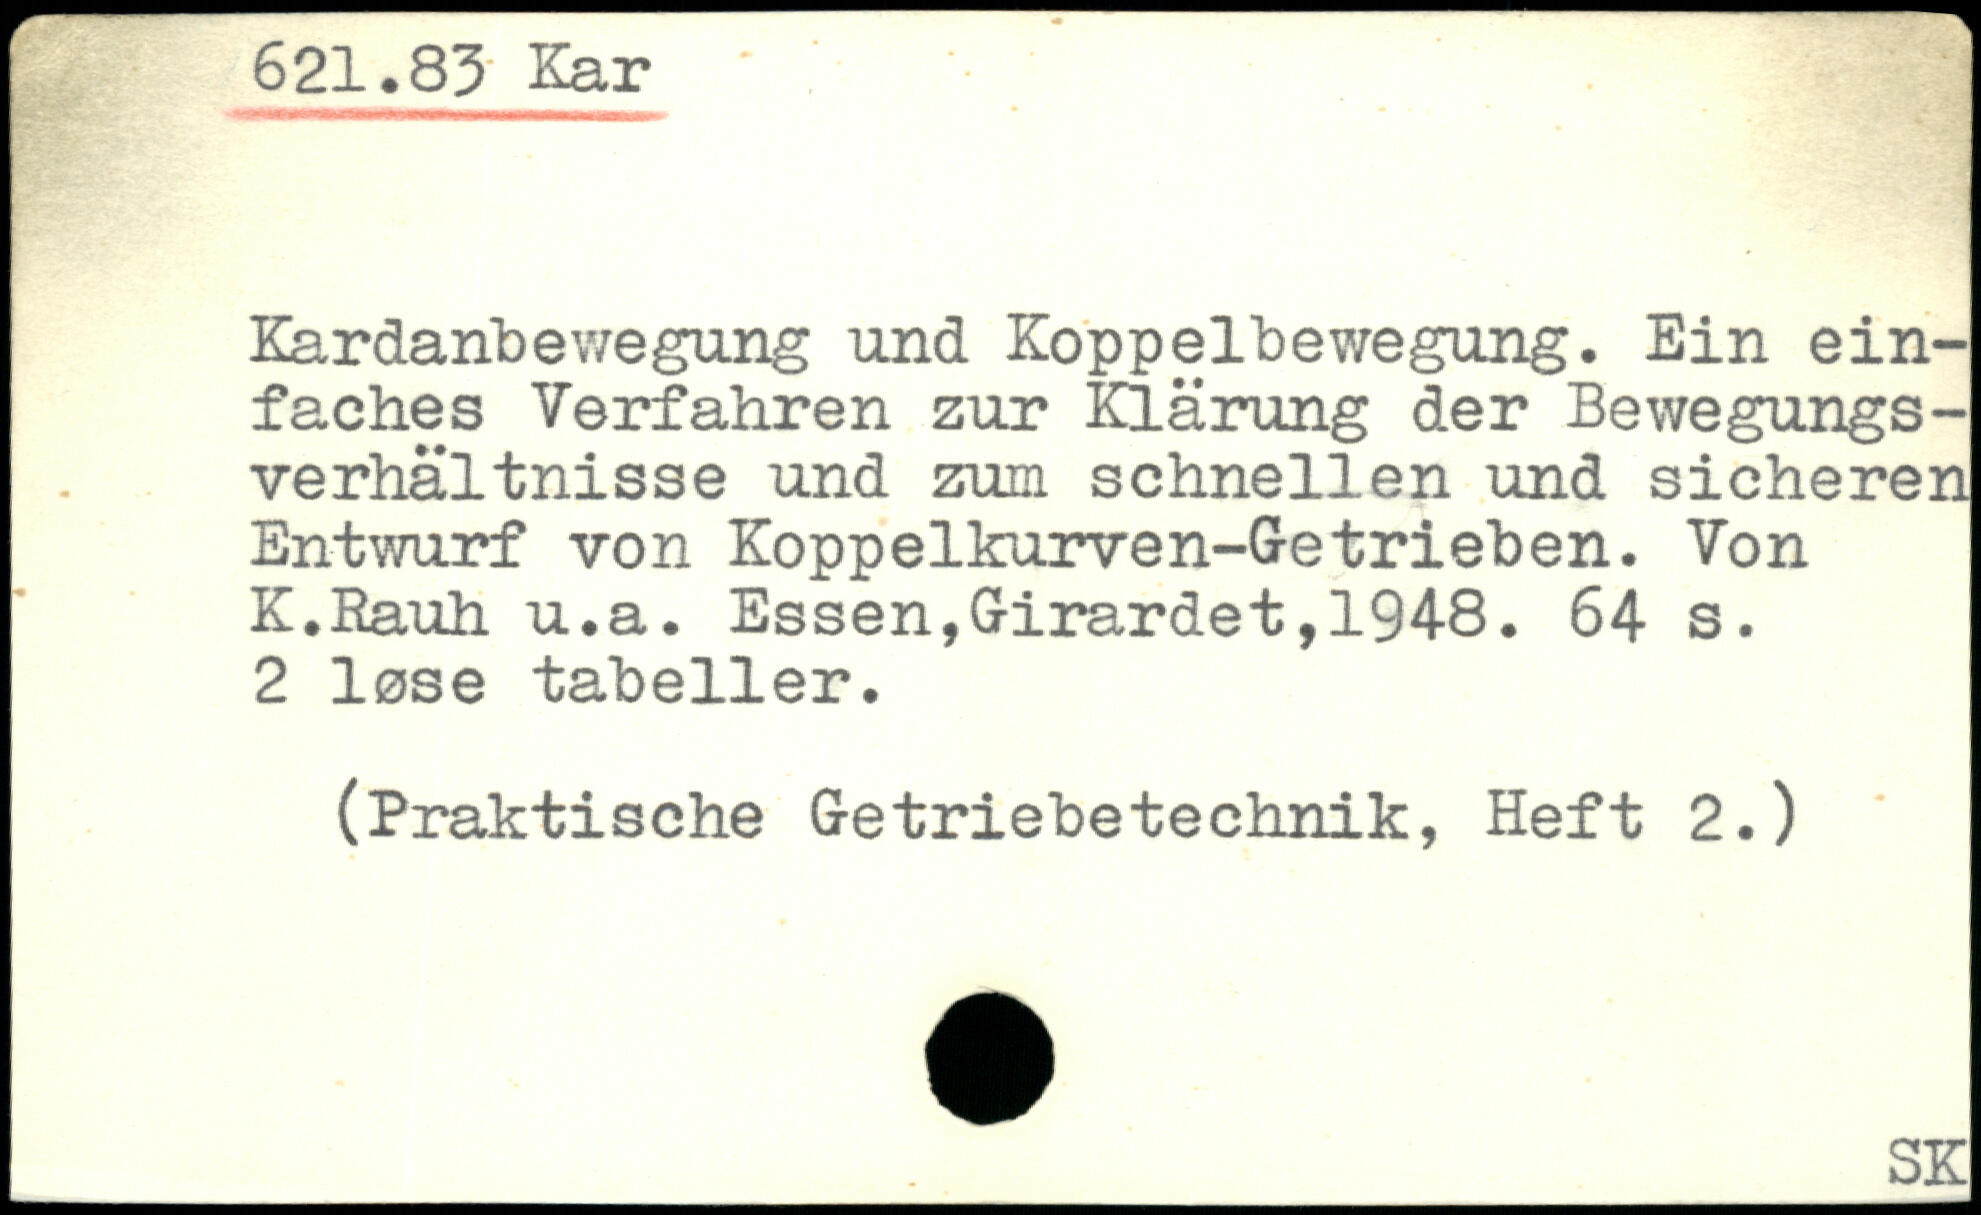 621.83 Kar
Kardanbewegung und Koppelbewegung. Ein ein-
faches Verfahren zur Klärung der Bewegungs-
verhältnisse und zum schnellen und sicheren
Entwurf von Koppelkurven-Getrieben. Von
K.Rauh u.a. Essen,Girardet,1948. 64 s.
2 løse tabeller.
(Praktische Getriebetechnik, Heft 2.)
SK